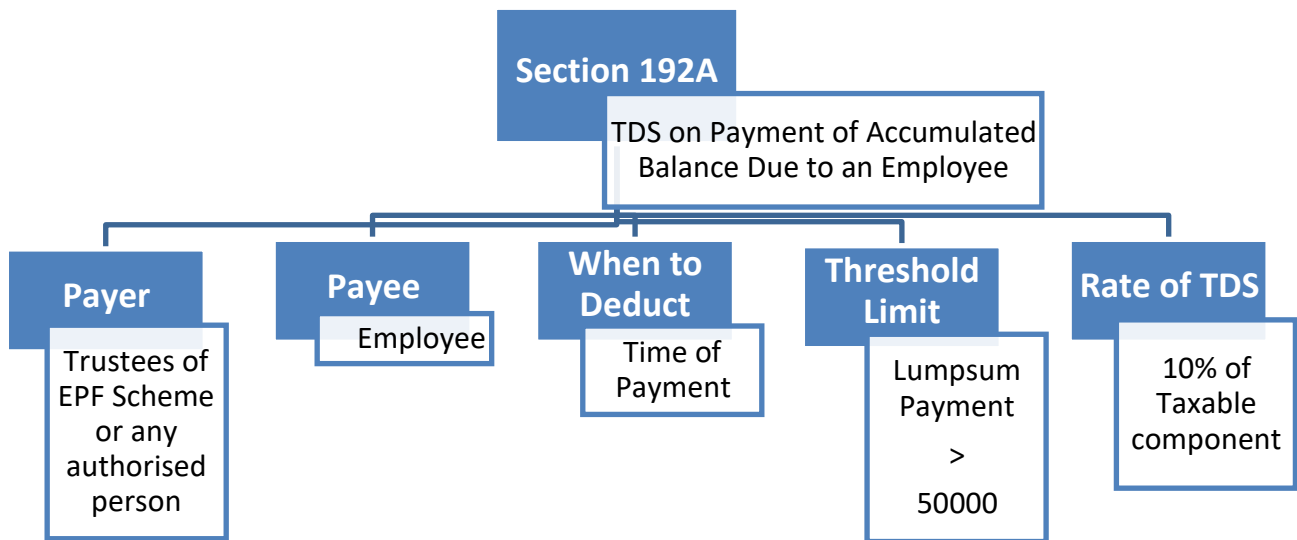 Section 192A
TDS on Payment of Accumulated
Balance Due to an Employee
Payer
Trustees of
EPF Scheme
or any
authorised
person
Payee
Employee
When to
Deduct
Time of
Payment
Threshold
Limit
Lumpsum
Payment
>
50000
Rate of TDS
10% of
Taxable
component